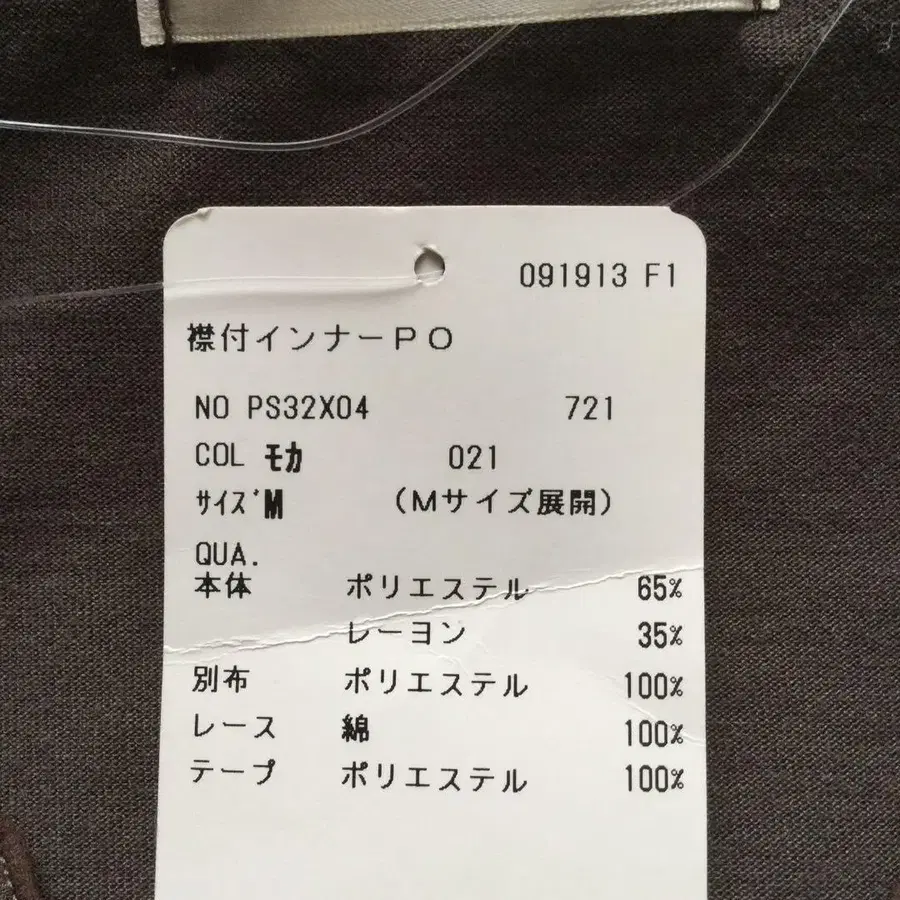 091913 F1
襟付インナーPO
NO PS32X04 721
COL モカ 021
サイズ M (Mサイズ展開)
QUA.
本体 ポリエステル 65%
レーヨン 35%
別布 ポリエステル 100%
レース 綿 100%
テープ ポリエステル 100%